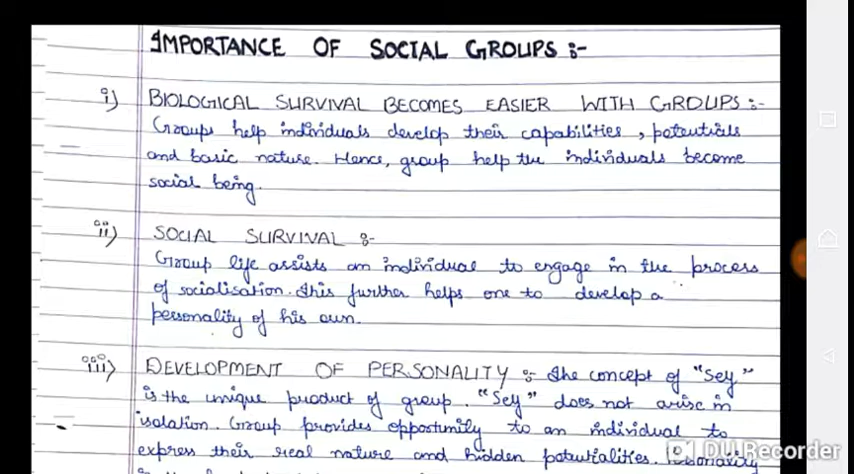 IMPORTANCE OF SOCIAL GROUPS :-
i) BIOLOGICAL SURVIVAL BECOMES EASIER WITH GROUPS :-
Groups help individuals develop their capabilities, potentials
and basic nature. Hence, group help the individuals become
social being.
ii) SOCIAL SURVIVAL :-
Group life assists an individual to engage in the process
of socialisation. This further helps one to develop a
personality of his own.
iii) DEVELOPMENT OF PERSONALITY :- The concept of "Self"
is the unique product of group. "Self" does not arise in
isolation. Group provides opportunity to an individual to
express their real nature and hidden potentialities. Personality
DU Recorder